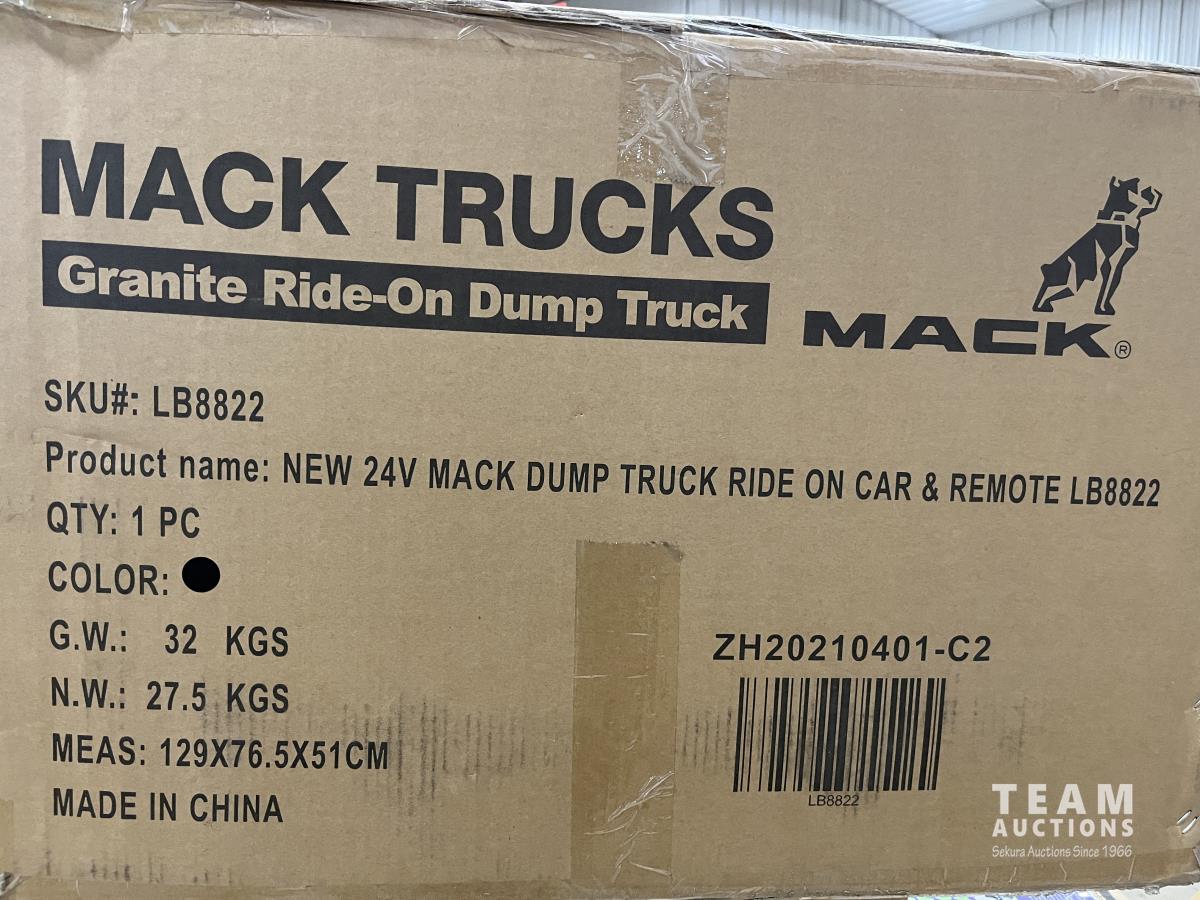 MACK TRUCKS
Granite Ride-On Dump Truck
MACK®
SKU#: LB8822
Product name: NEW 24V MACK DUMP TRUCK RIDE ON CAR & REMOTE LB8822
QTY: 1 PC
COLOR:
G.W.: 32 KGS
N.W.: 27.5 KGS
MEAS: 129X76.5X51CM
MADE IN CHINA
ZH20210401-C2
LB8822
TEAM
AUCTIONS
Sekura Auctions Since 1966